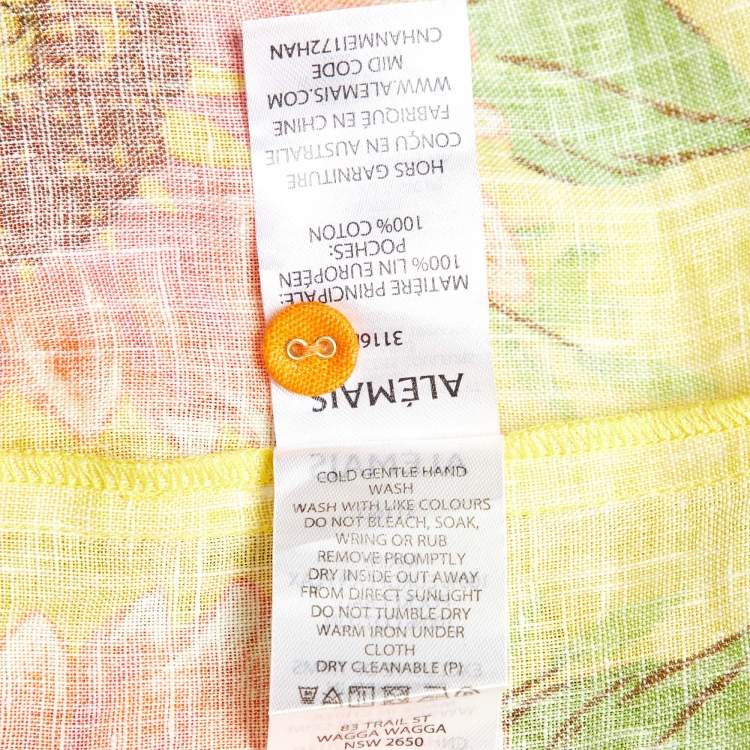 ALÉMAIS
3116
MATIÈRE PRINCIPALE:
100% LIN EUROPÉEN
POCHES:
100% COTON
HORS GARNITURE
CONÇU EN AUSTRALIE
FABRIQUÉ EN CHINE
WWW.ALEMAIS.COM
MID CODE
CNHANMEI172HAN
COLD GENTLE HAND
WASH
WASH WITH LIKE COLOURS
DO NOT BLEACH, SOAK,
WRING OR RUB
REMOVE PROMPTLY
DRY INSIDE OUT AWAY
FROM DIRECT SUNLIGHT
DO NOT TUMBLE DRY
WARM IRON UNDER
CLOTH
DRY CLEANABLE (P)
83 TRAIL ST
WAGGA WAGGA
NSW 2650